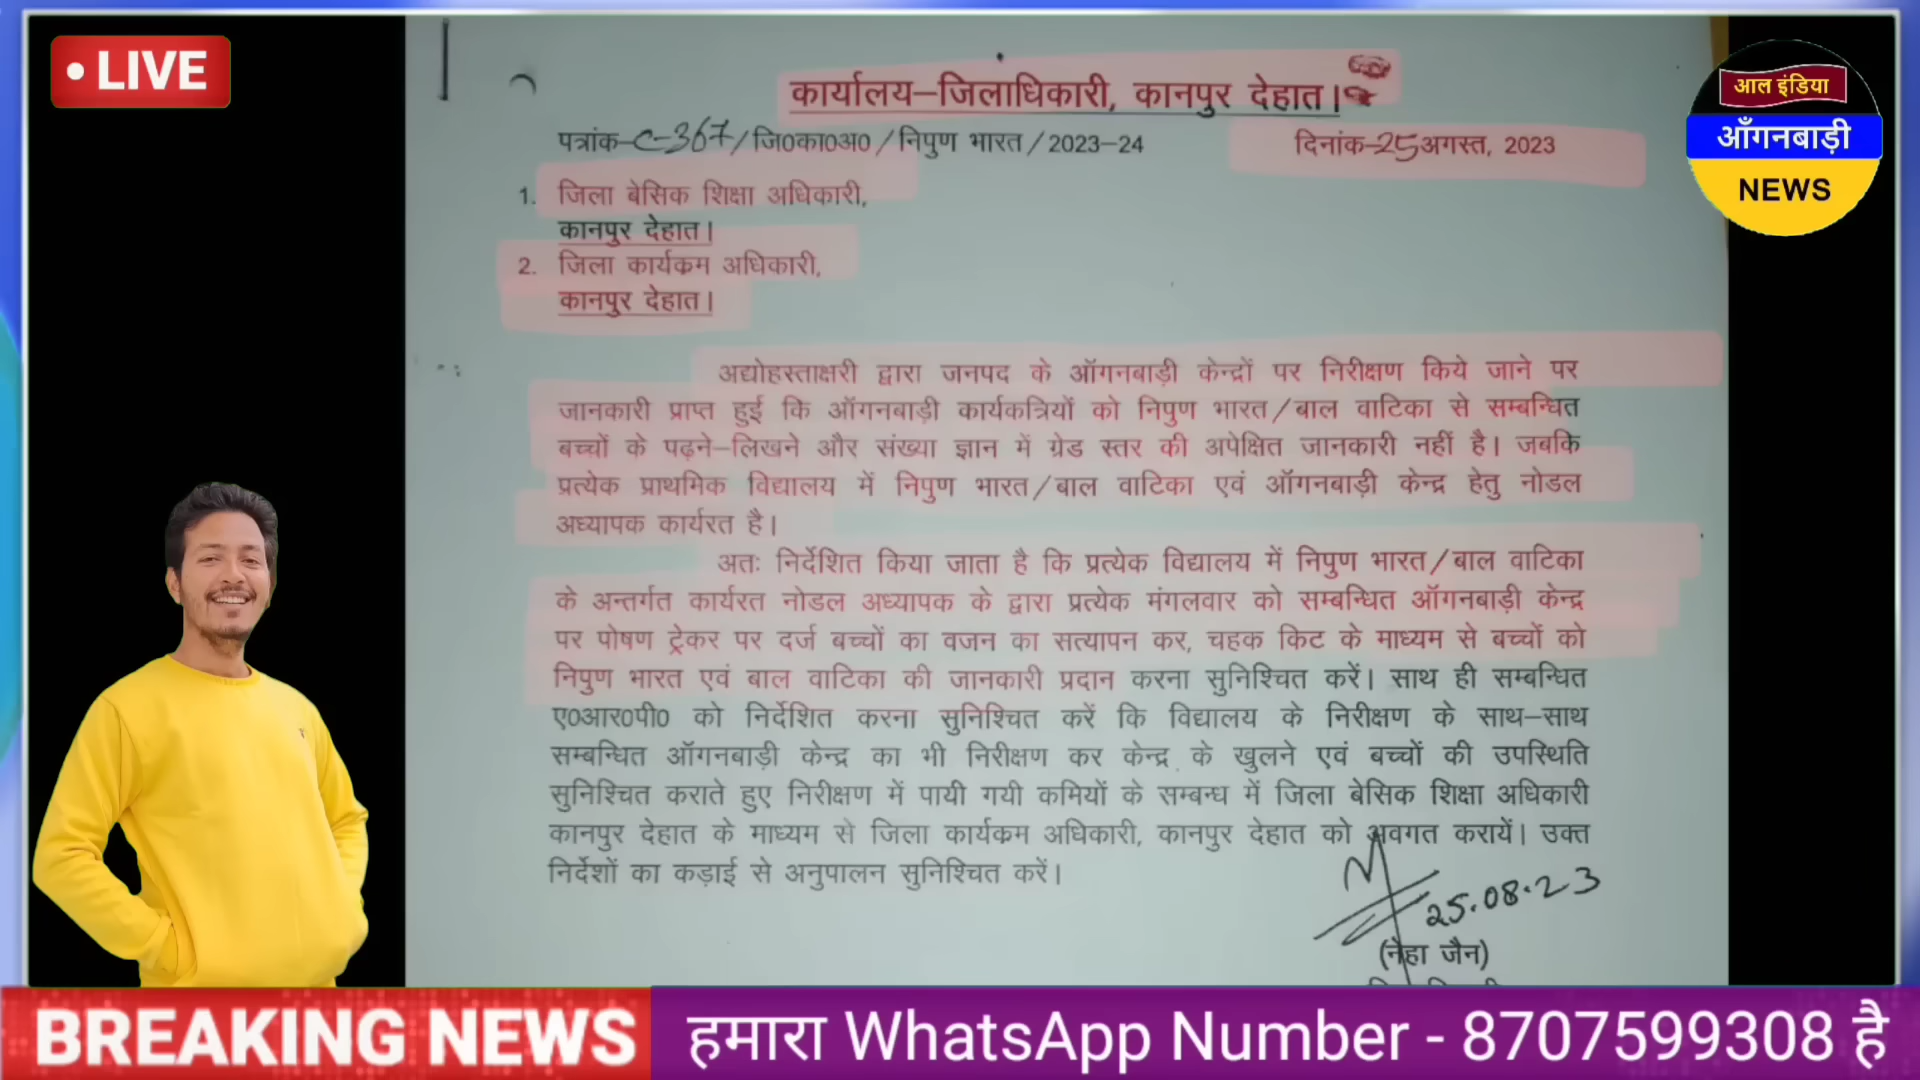 • LIVE
आल इंडिया
आँगनबाड़ी
NEWS
कार्यालय–जिलाधिकारी, कानपुर देहात।
पत्रांक-C-367/जि0का0अ0/निपुण भारत/2023-24
दिनांक-25अगस्त, 2023
1. जिला बेसिक शिक्षा अधिकारी,
कानपुर देहात।
2. जिला कार्यकम अधिकारी,
कानपुर देहात।
अद्योहस्ताक्षरी द्वारा जनपद के ऑगनबाड़ी केन्द्रों पर निरीक्षण किये जाने पर
जानकारी प्राप्त हुई कि ऑगनबाड़ी कार्यकत्रियों को निपुण भारत/बाल वाटिका से सम्बन्धित
बच्चों के पढ़ने–लिखने और संख्या ज्ञान में ग्रेड स्तर की अपेक्षित जानकारी नहीं है। जबकि
प्रत्येक प्राथमिक विद्यालय में निपुण भारत/बाल वाटिका एवं ऑगनबाड़ी केन्द्र हेतु नोडल
अध्यापक कार्यरत है।
अतः निर्देशित किया जाता है कि प्रत्येक विद्यालय में निपुण भारत/बाल वाटिका
के अन्तर्गत कार्यरत नोडल अध्यापक के द्वारा प्रत्येक मंगलवार को सम्बन्धित ऑगनबाड़ी केन्द्र
पर पोषण ट्रेकर पर दर्ज बच्चों का वजन का सत्यापन कर, चहक किट के माध्यम से बच्चों को
निपुण भारत एवं बाल वाटिका की जानकारी प्रदान करना सुनिश्चित करें। साथ ही सम्बन्धित
ए0आर0पी0 को निर्देशित करना सुनिश्चित करें कि विद्यालय के निरीक्षण के साथ–साथ
सम्बन्धित ऑगनबाड़ी केन्द्र का भी निरीक्षण कर केन्द्र के खुलने एवं बच्चों की उपस्थिति
सुनिश्चित कराते हुए निरीक्षण में पायी गयी कमियों के सम्बन्ध में जिला बेसिक शिक्षा अधिकारी
कानपुर देहात के माध्यम से जिला कार्यकम अधिकारी, कानपुर देहात को अवगत करायें। उक्त
निर्देशों का कड़ाई से अनुपालन सुनिश्चित करें।
25.08.23
(नेहा जैन)
BREAKING NEWS
हमारा WhatsApp Number - 8707599308 है